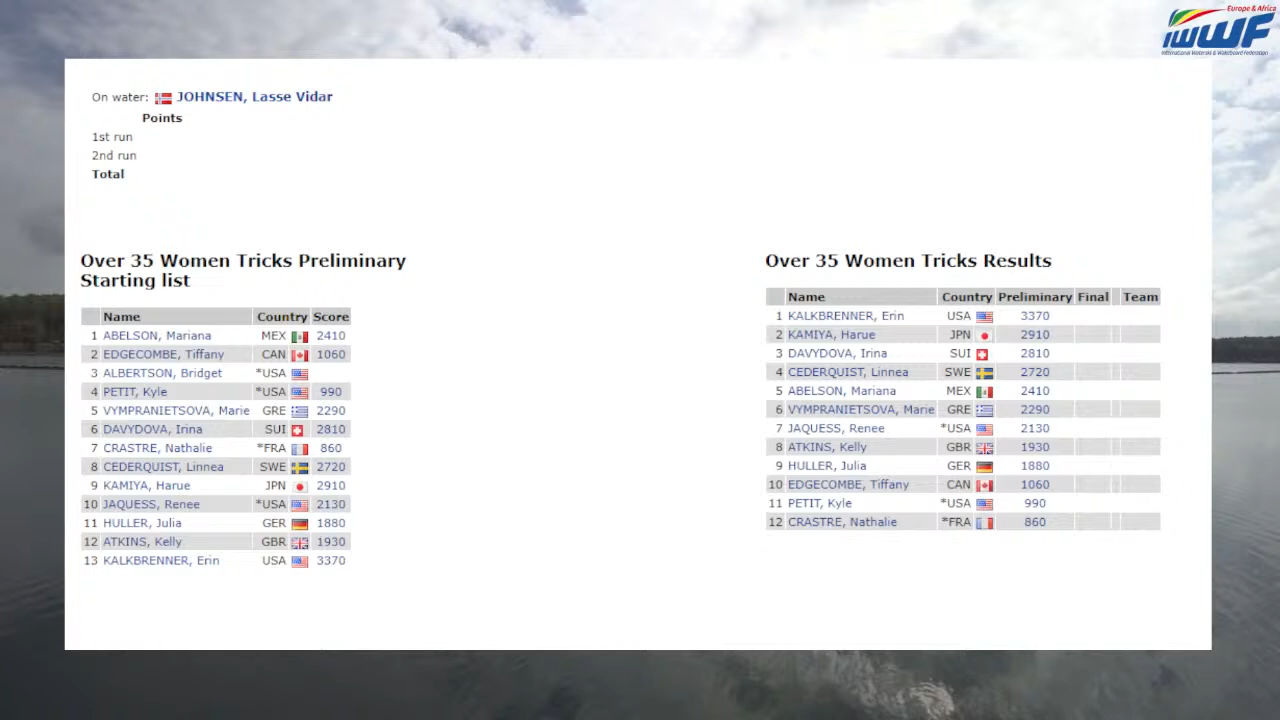 Europe & Africa
IWWF
International Waterski & Wakeboard Federation
On water: JOHNSEN, Lasse Vidar
Points
1st run
2nd run
Total
Over 35 Women Tricks Preliminary
Starting list
Name Country Score
1 ABELSON, Mariana MEX 2410
2 EDGECOMBE, Tiffany CAN 1060
3 ALBERTSON, Bridget *USA
4 PETIT, Kyle *USA 990
5 VYMPRANIETSOVA, Marie GRE 2290
6 DAVYDOVA, Irina SUI 2810
7 CRASTRE, Nathalie *FRA 860
8 CEDERQUIST, Linnea SWE 2720
9 KAMIYA, Harue JPN 2910
10 JAQUESS, Renee *USA 2130
11 HULLER, Julia GER 1880
12 ATKINS, Kelly GBR 1930
13 KALKBRENNER, Erin USA 3370
Over 35 Women Tricks Results
Name Country Preliminary Final Team
1 KALKBRENNER, Erin USA 3370
2 KAMIYA, Harue JPN 2910
3 DAVYDOVA, Irina SUI 2810
4 CEDERQUIST, Linnea SWE 2720
5 ABELSON, Mariana MEX 2410
6 VYMPRANIETSOVA, Marie GRE 2290
7 JAQUESS, Renee *USA 2130
8 ATKINS, Kelly GBR 1930
9 HULLER, Julia GER 1880
10 EDGECOMBE, Tiffany CAN 1060
11 PETIT, Kyle *USA 990
12 CRASTRE, Nathalie *FRA 860